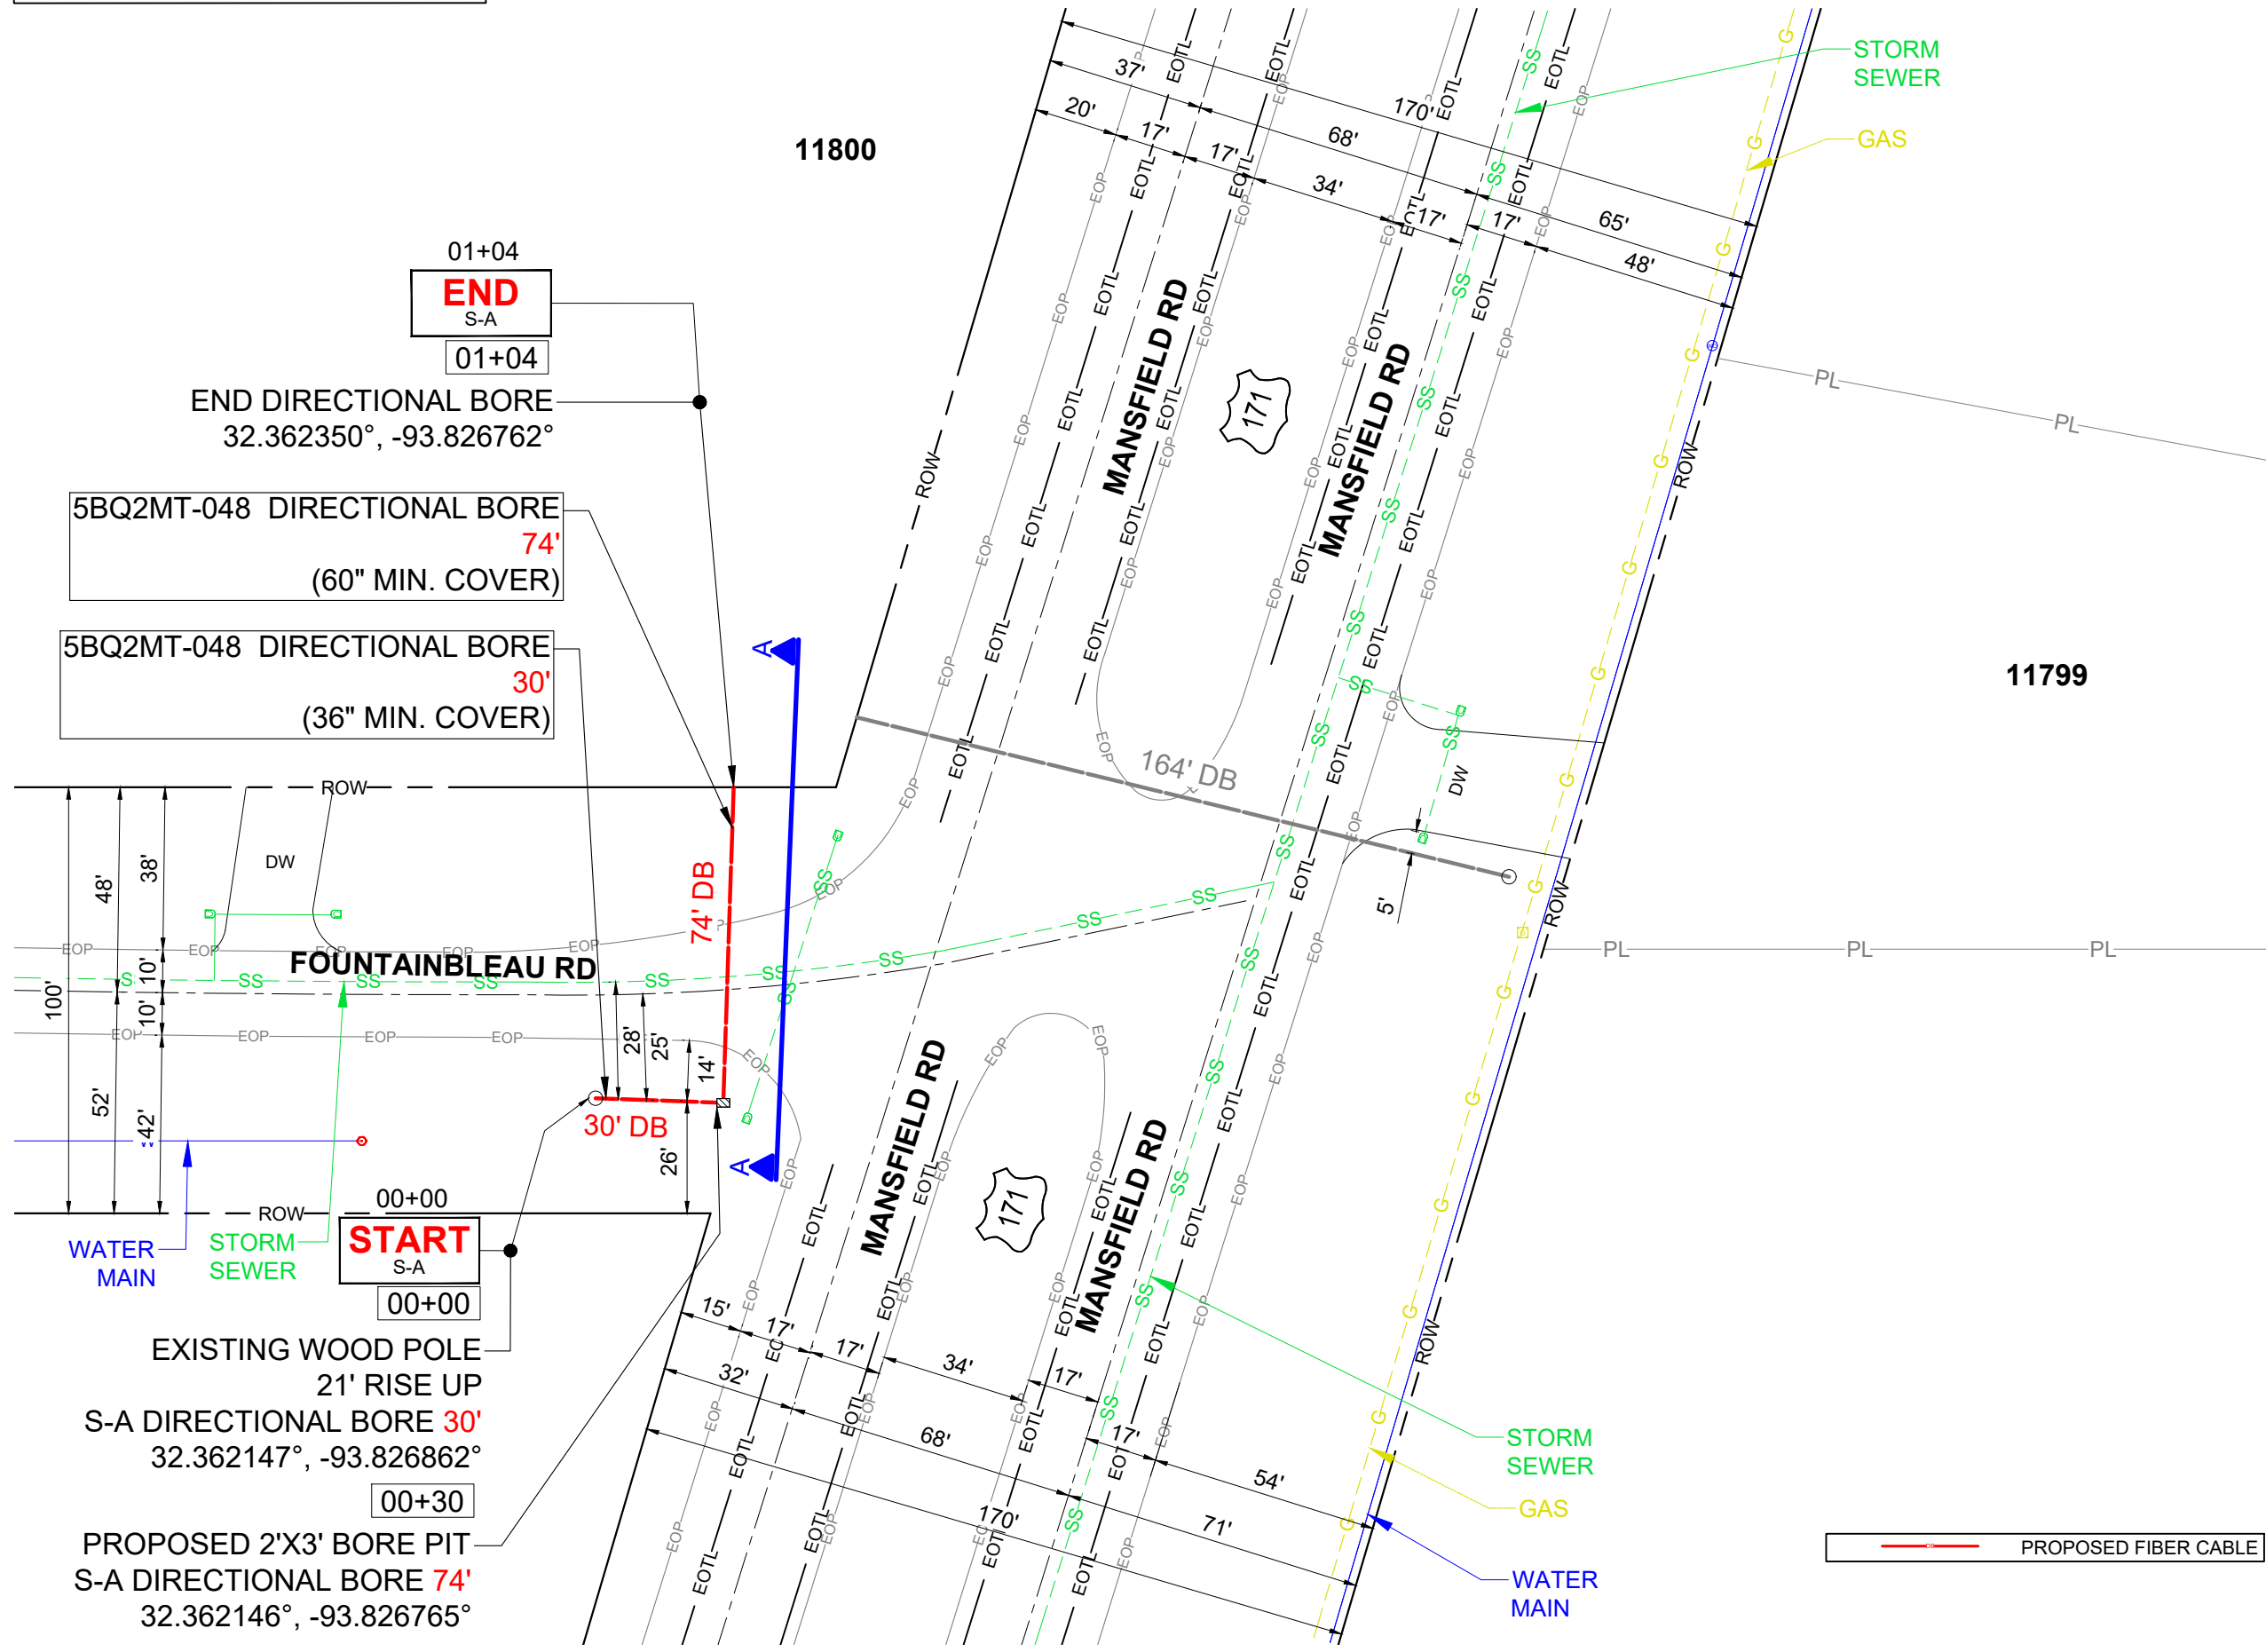 01+04
END
S-A
01+04
END DIRECTIONAL BORE
32.362350°, -93.826762°
5BQ2MT-048 DIRECTIONAL BORE
74'
(60" MIN. COVER)
5BQ2MT-048 DIRECTIONAL BORE
30'
(36" MIN. COVER)
11800
11799
STORM
SEWER
GAS
37'
170'
20'
17'
68'
17'
34'
17'
17'
65'
48'
MANSFIELD RD
MANSFIELD RD
171
EOP
EOTL
SS
G
ROW
ROW
PL
PL
A
164' DB
DW
5'
ROW
PL
PL
PL
ROW
DW
100'
48'
38'
10'
10'
52'
42'
FOUNTAINBLEAU RD
74' DB
28'
25'
14'
30' DB
26'
A
ROW
WATER
MAIN
STORM
SEWER
00+00
START
S-A
00+00
EXISTING WOOD POLE
21' RISE UP
S-A DIRECTIONAL BORE 30'
32.362147°, -93.826862°
00+30
PROPOSED 2'X3' BORE PIT
S-A DIRECTIONAL BORE 74'
32.362146°, -93.826765°
MANSFIELD RD
MANSFIELD RD
171
ROW
15'
17'
17'
34'
17'
32'
68'
17'
54'
170'
71'
STORM
SEWER
GAS
WATER
MAIN
PROPOSED FIBER CABLE